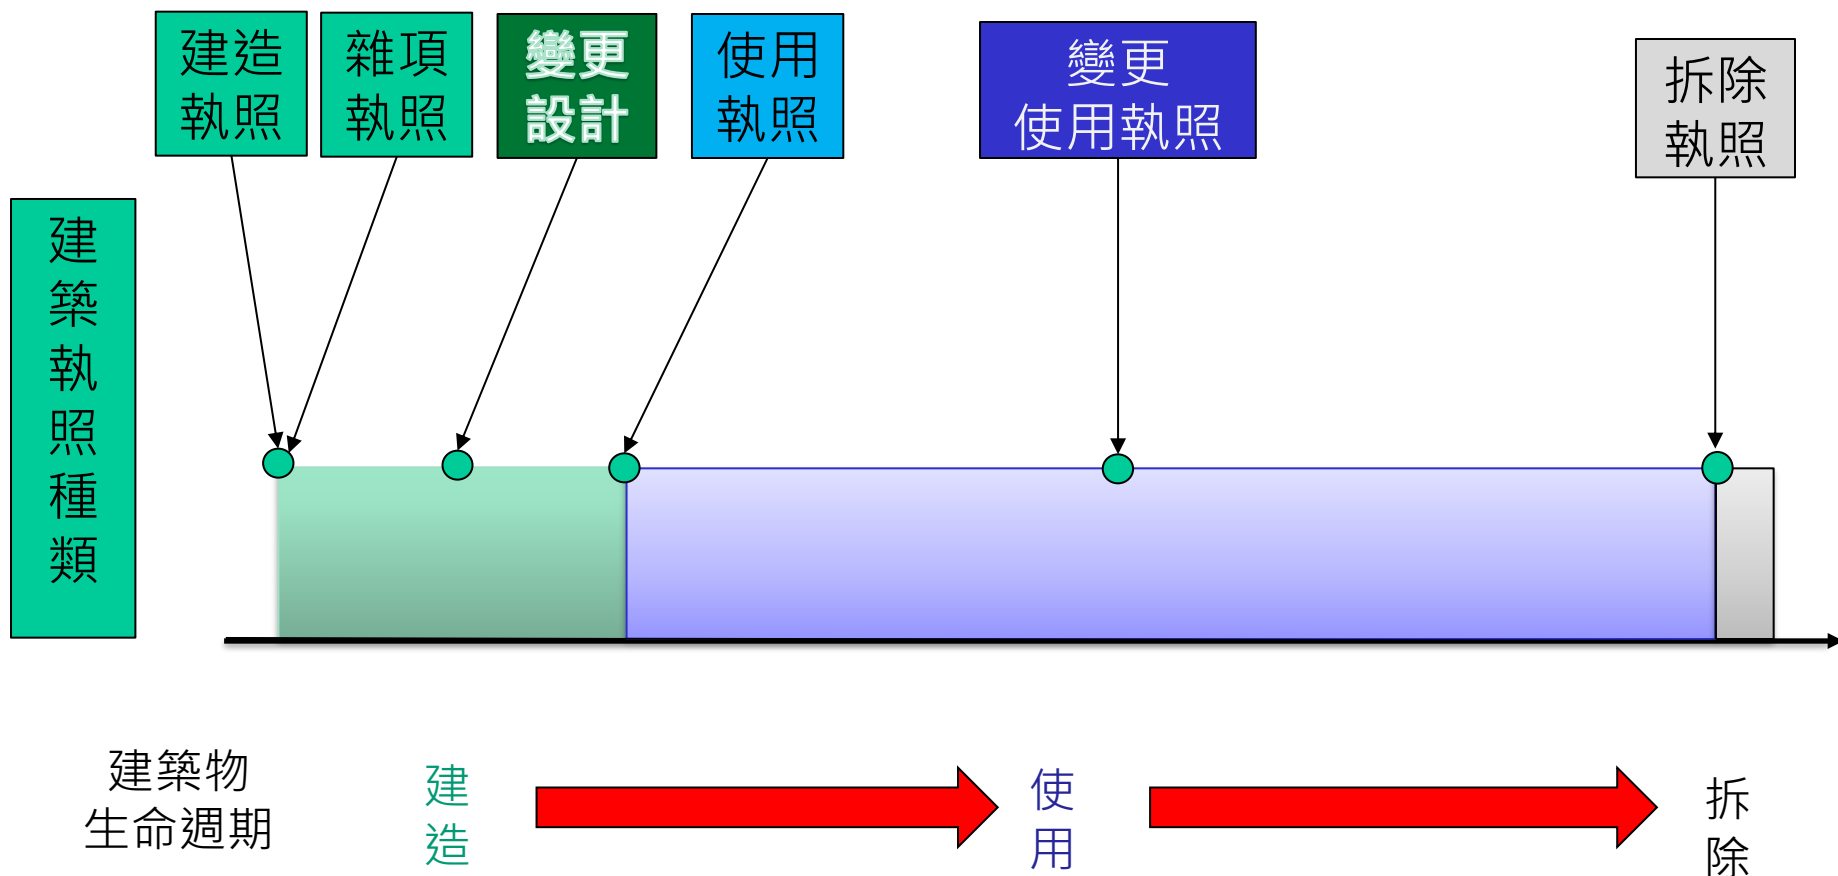 建造
執照
雜項
執照
變更
設計
使用
執照
變更
使用執照
拆除
執照
建
築
執
照
種
類
建築物
生命週期
建
造
使
用
拆
除